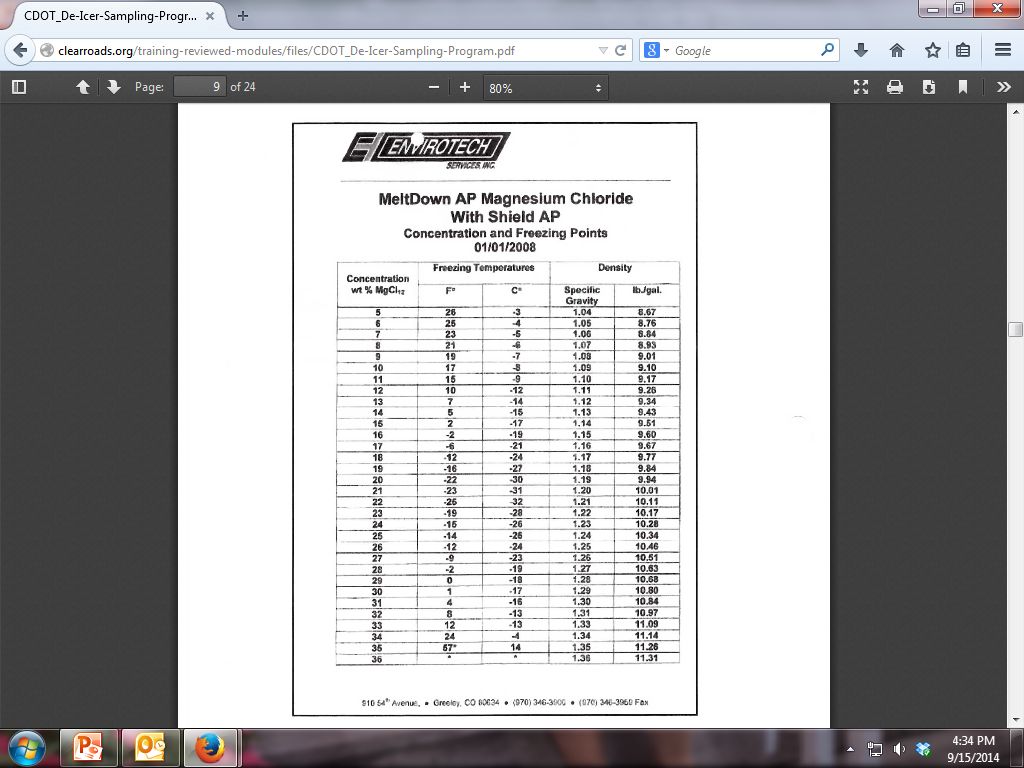 CDOT_De-Icer-Sampling-Progr...
clearroads.org/training-reviewed-modules/files/CDOT_De-Icer-Sampling-Program.pdf
Google
Page: 9 of 24
80%
ENVIROTECH
SERVICES, INC.
MeltDown AP Magnesium Chloride
With Shield AP
Concentration and Freezing Points
01/01/2008
Concentration wt % MgCl₁₂ Freezing Temperatures Density
F° C° Specific Gravity lb./gal.
5 26 -3 1.04 8.67
6 25 -4 1.05 8.76
7 23 -5 1.06 8.84
8 21 -6 1.07 8.93
9 19 -7 1.08 9.01
10 17 -8 1.09 9.10
11 15 -9 1.10 9.17
12 10 -12 1.11 9.26
13 7 -14 1.12 9.34
14 5 -15 1.13 9.43
15 2 -17 1.14 9.51
16 -2 -19 1.15 9.60
17 -6 -21 1.16 9.67
18 -12 -24 1.17 9.77
19 -16 -27 1.18 9.84
20 -22 -30 1.19 9.94
21 -23 -31 1.20 10.01
22 -26 -32 1.21 10.11
23 -19 -28 1.22 10.17
24 -15 -26 1.23 10.28
25 -14 -26 1.24 10.34
26 -12 -24 1.25 10.46
27 -9 -23 1.26 10.51
28 -2 -19 1.27 10.63
29 0 -18 1.28 10.68
30 1 -17 1.29 10.80
31 4 -16 1.30 10.84
32 8 -13 1.31 10.97
33 12 -13 1.33 11.09
34 24 -4 1.34 11.14
35 57* 14 1.35 11.26
36 * * 1.36 11.31
910 54th Avenue, • Greeley, CO 80634 • (970) 346-3900 • (970) 346-3959 Fax
4:34 PM
9/15/2014